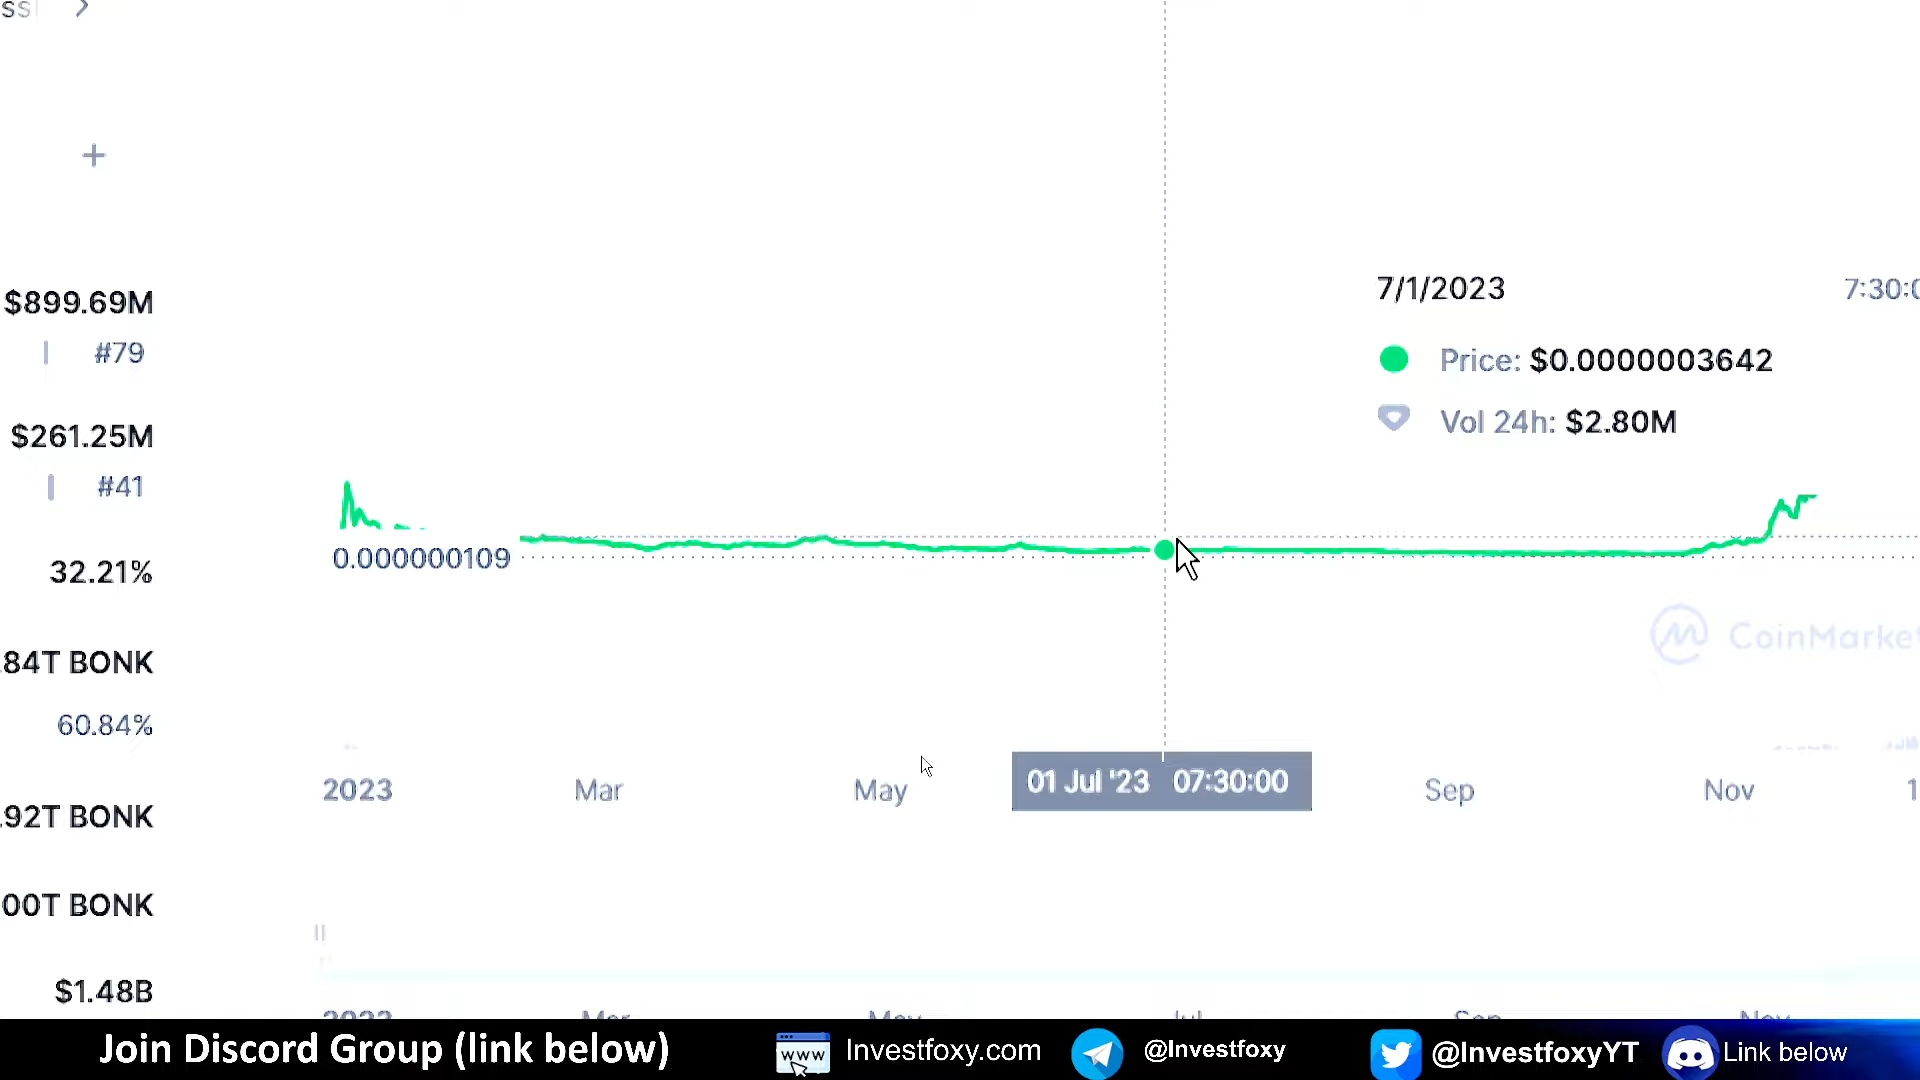 $899.69M
#79
$261.25M
#41
32.21%
84T BONK
60.84%
.92T BONK
00T BONK
$1.48B
7/1/2023
Price: $0.0000003642
Vol 24h: $2.80M
0.000000109
CoinMarket
2023 Mar May 01 Jul '23 07:30:00 Sep Nov
Join Discord Group (link below)
www
Investfoxy.com
@Investfoxy
@InvestfoxyYT
Link below